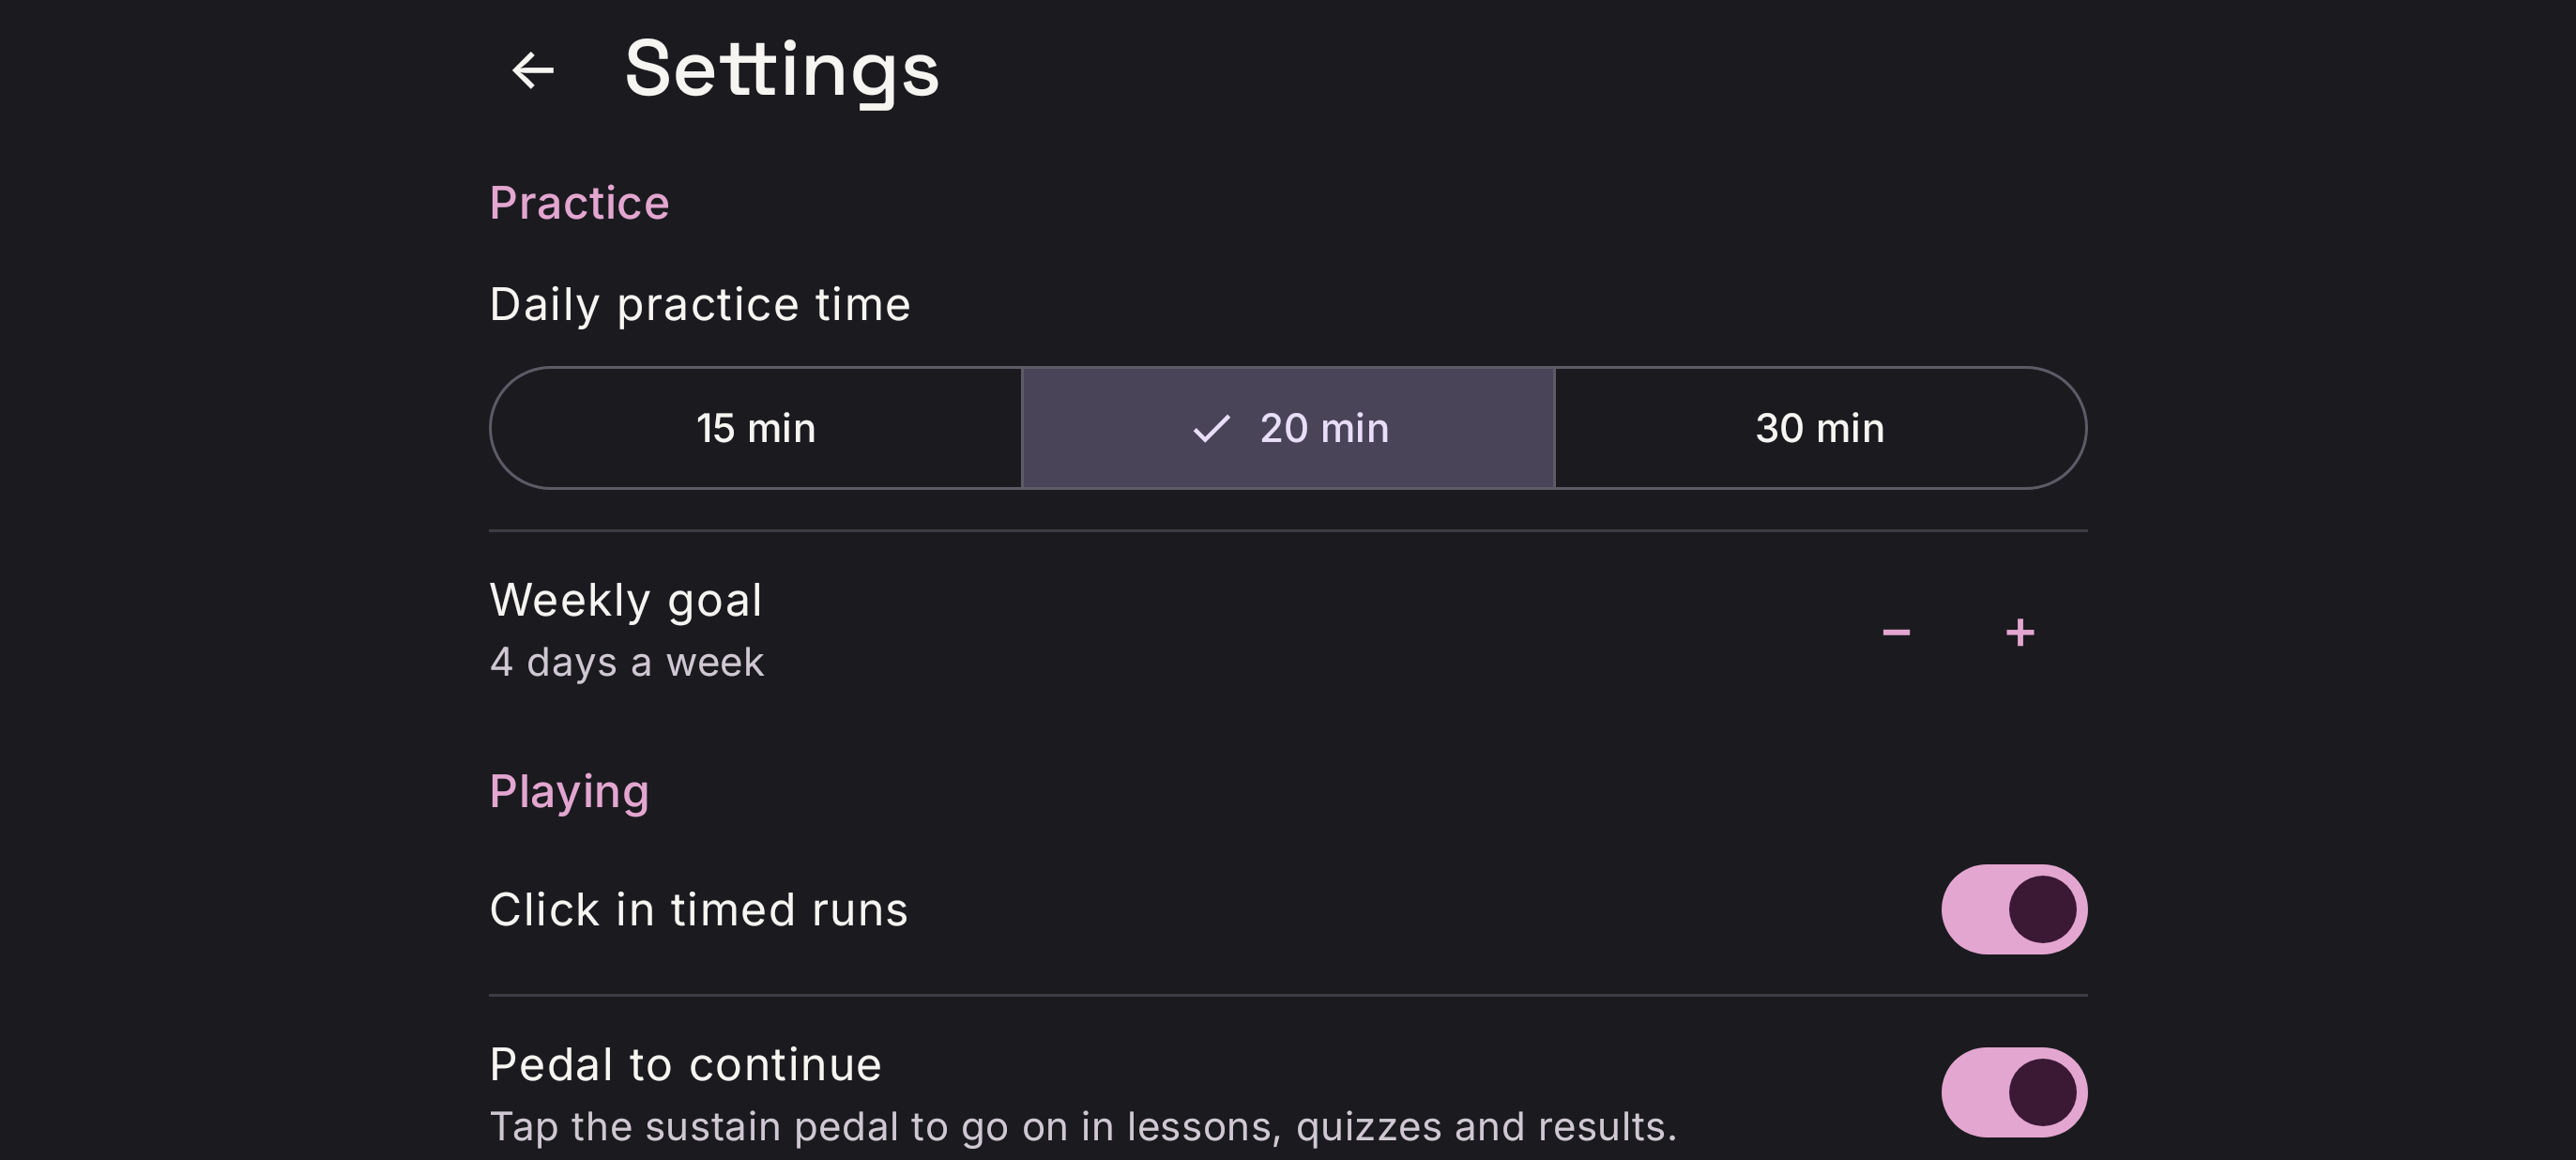 Settings
Practice
Daily practice time
15 min
20 min
30 min
Weekly goal
4 days a week
Playing
Click in timed runs
Pedal to continue
Tap the sustain pedal to go on in lessons, quizzes and results.